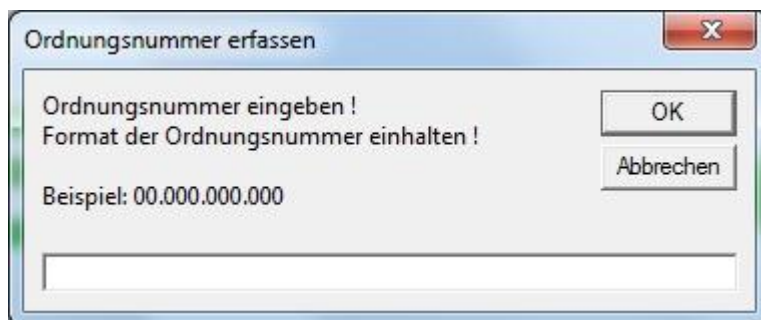 Ordnungsnummer erfassen
Ordnungsnummer eingeben !
Format der Ordnungsnummer einhalten !
Beispiel: 00.000.000.000
OK
Abbrechen